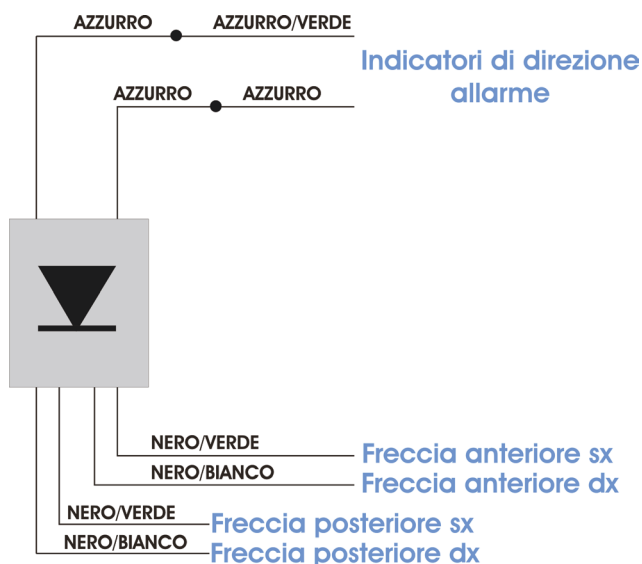 AZZURRO AZZURRO/VERDE
Indicatori di direzione
allarme
AZZURRO AZZURRO
NERO/VERDE Freccia anteriore sx
NERO/BIANCO Freccia anteriore dx
NERO/VERDE Freccia posteriore sx
NERO/BIANCO Freccia posteriore dx